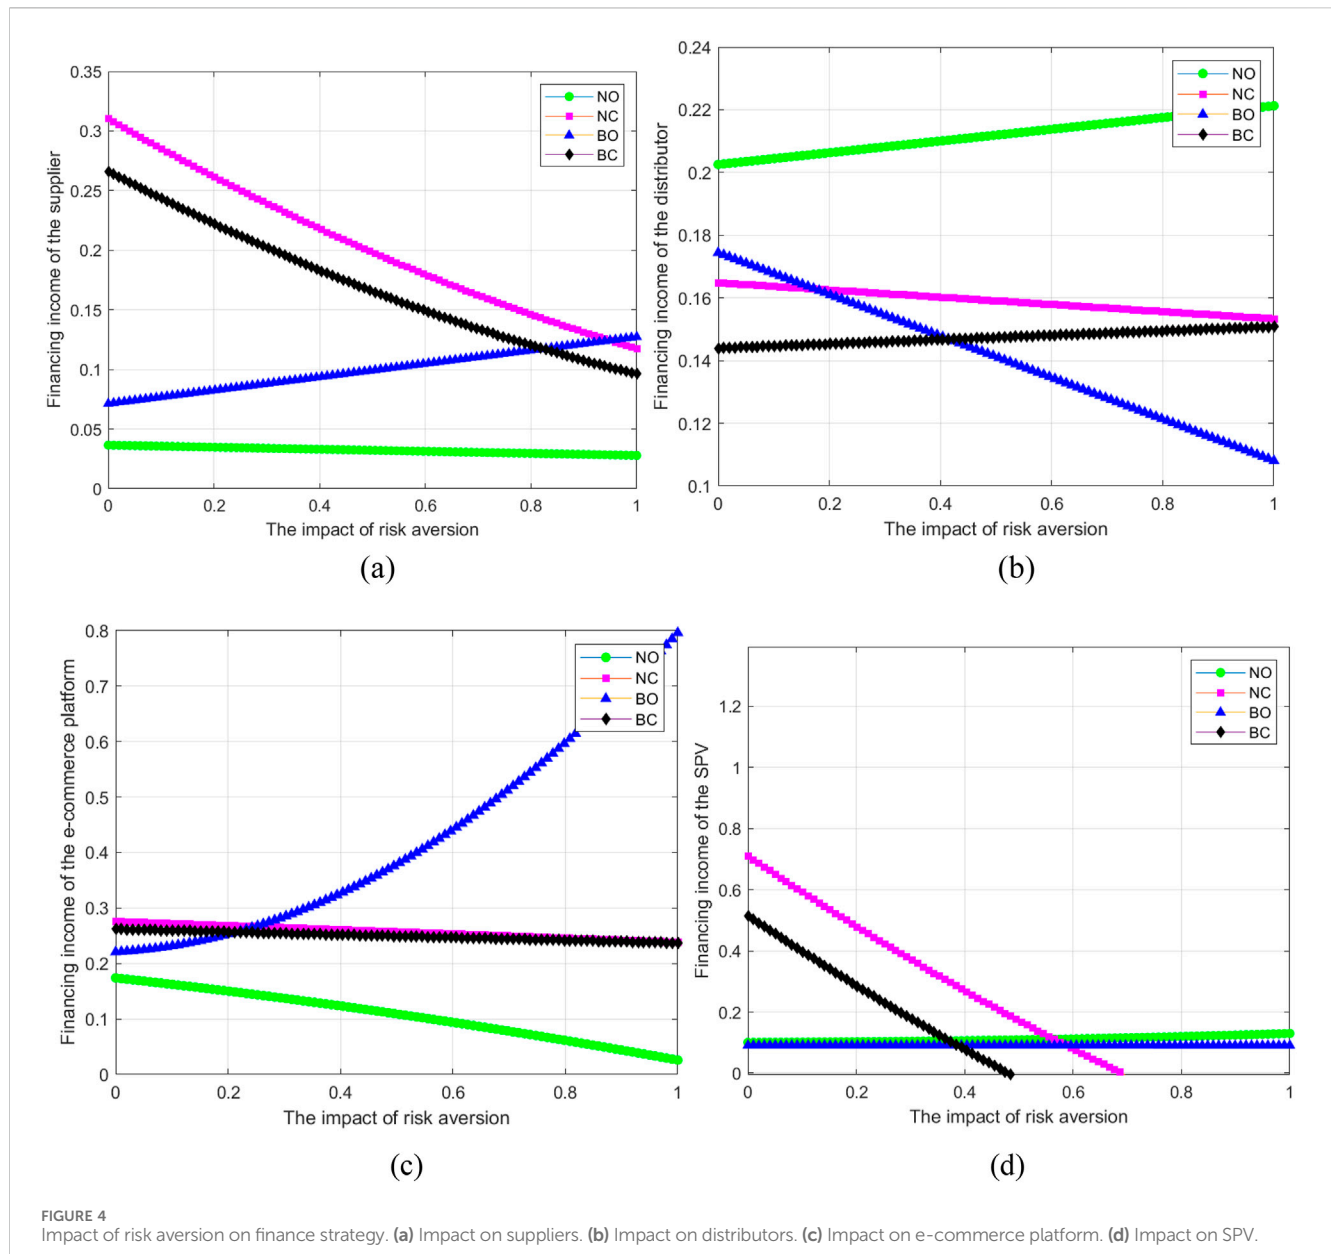 0.35
0.3
0.25
0.2
0.15
0.1
0.05
0
Financing income of the supplier
NO
NC
BO
BC
0 0.2 0.4 0.6 0.8 1
The impact of risk aversion
(a)
0.24
0.22
0.2
0.18
0.16
0.14
0.12
0.1
Financing income of the distributor
NO
NC
BO
BC
0 0.2 0.4 0.6 0.8 1
The impact of risk aversion
(b)
0.8
0.7
0.6
0.5
0.4
0.3
0.2
0.1
0
Financing income of the e-commerce platform
NO
NC
BO
BC
0 0.2 0.4 0.6 0.8 1
The impact of risk aversion
(c)
1.2
1
0.8
0.6
0.4
0.2
0
Financing income of the SPV
NO
NC
BO
BC
0 0.2 0.4 0.6 0.8 1
The impact of risk aversion
(d)
FIGURE 4
Impact of risk aversion on finance strategy. (a) Impact on suppliers. (b) Impact on distributors. (c) Impact on e-commerce platform. (d) Impact on SPV.